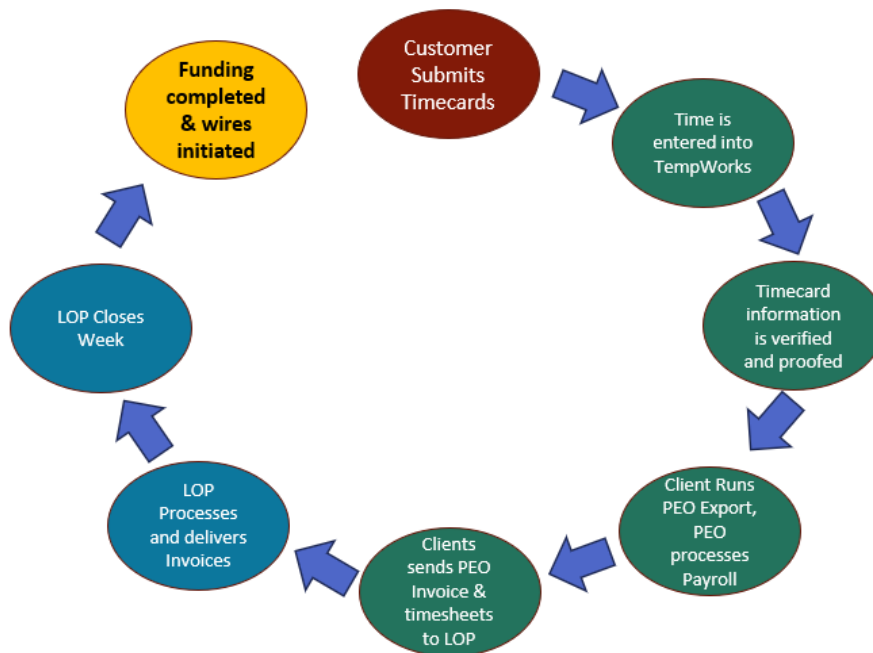 Customer
Submits
Timecards
Time is
entered into
TempWorks
Timecard
information
is verified
and proofed
Client Runs
PEO Export,
PEO
processes
Payroll
Clients
sends PEO
Invoice &
timesheets
to LOP
LOP
Processes
and delivers
Invoices
LOP Closes
Week
Funding
completed
& wires
initiated